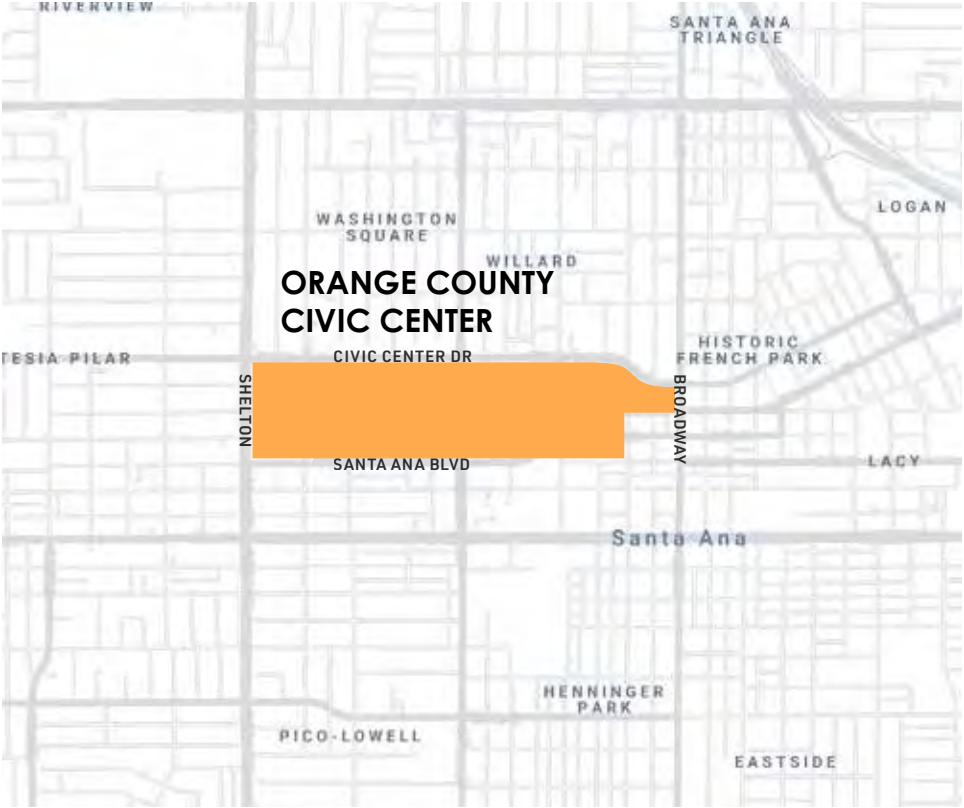 RIVERVIEW
SANTA ANA
TRIANGLE
LOGAN
WASHINGTON
SQUARE
WILLARD
ORANGE COUNTY
CIVIC CENTER
TESIA PILAR
CIVIC CENTER DR
HISTORIC
FRENCH PARK
SHELTON
BROADWAY
SANTA ANA BLVD
LACY
Santa Ana
HENNINGER
PARK
PICO-LOWELL
EASTSIDE